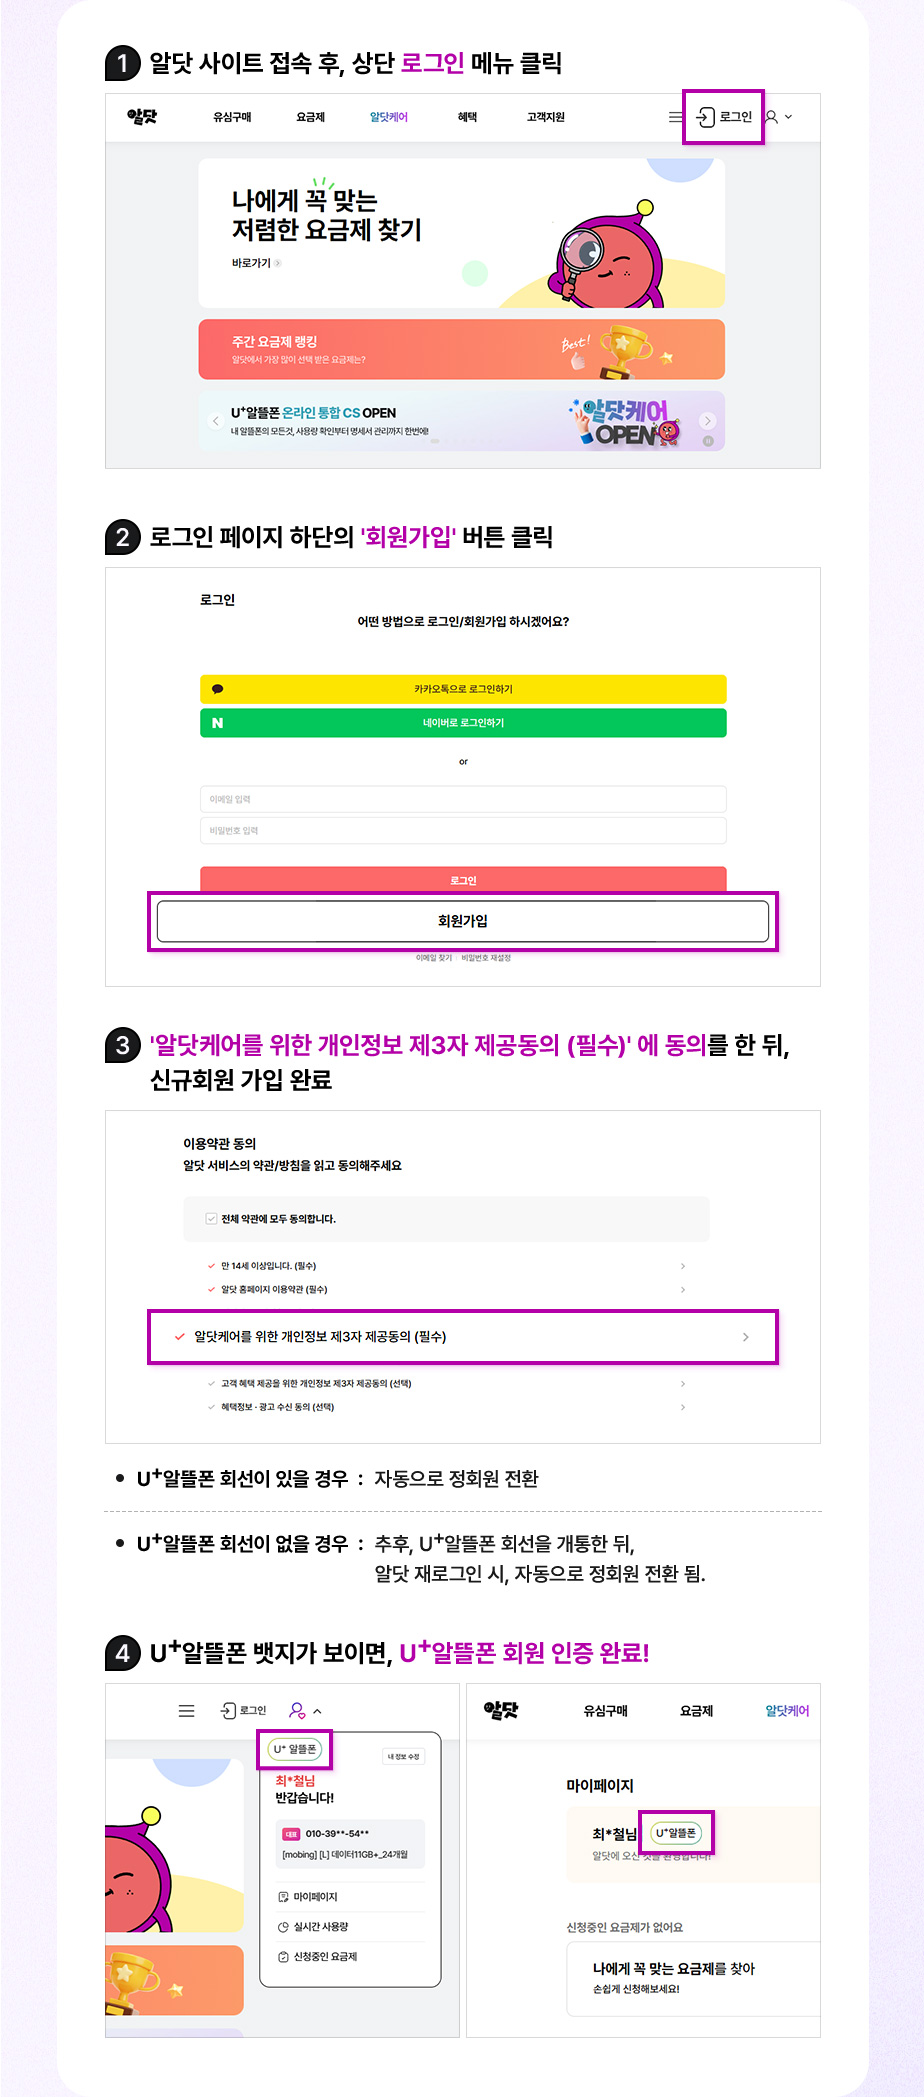 1 알닷 사이트 접속 후, 상단 로그인 메뉴 클릭
알닷 유심구매 요금제 알닷케어 혜택 고객지원 로그인
나에게 꼭 맞는
저렴한 요금제 찾기
바로가기
주간 요금제 랭킹
알닷에서 가장 많이 선택 받은 요금제는?
Best!
U+알뜰폰 온라인 통합 CS OPEN
내 알뜰폰의 모든것, 사용량 확인부터 명세서 관리까지 한번에!
알닷케어
OPEN
2 로그인 페이지 하단의 '회원가입' 버튼 클릭
로그인
어떤 방법으로 로그인/회원가입 하시겠어요?
카카오톡으로 로그인하기
N 네이버로 로그인하기
or
이메일 입력
비밀번호 입력
로그인
회원가입
이메일 찾기 / 비밀번호 재설정
3 '알닷케어를 위한 개인정보 제3자 제공동의 (필수)' 에 동의를 한 뒤,
신규회원 가입 완료
이용약관 동의
알닷 서비스의 약관/방침을 읽고 동의해주세요
전체 약관에 모두 동의합니다.
만 14세 이상입니다. (필수)
알닷 홈페이지 이용약관 (필수)
알닷케어를 위한 개인정보 제3자 제공동의 (필수)
고객 혜택 제공을 위한 개인정보 제3자 제공동의 (선택)
혜택정보 · 광고 수신 동의 (선택)
• U+알뜰폰 회선이 있을 경우 : 자동으로 정회원 전환
• U+알뜰폰 회선이 없을 경우 : 추후, U+알뜰폰 회선을 개통한 뒤,
알닷 재로그인 시, 자동으로 정회원 전환 됨.
4 U+알뜰폰 뱃지가 보이면, U+알뜰폰 회원 인증 완료!
로그인
U+ 알뜰폰
내 정보 수정
최*철님
반갑습니다!
대표 010-39**-54**
[mobing] [L] 데이터11GB+_24개월
마이페이지
실시간 사용량
신청중인 요금제
알닷 유심구매 요금제 알닷케어
마이페이지
최*철님 U+알뜰폰
알닷에 오신 것을 환영합니다!
신청중인 요금제가 없어요
나에게 꼭 맞는 요금제를 찾아
손쉽게 신청해보세요!